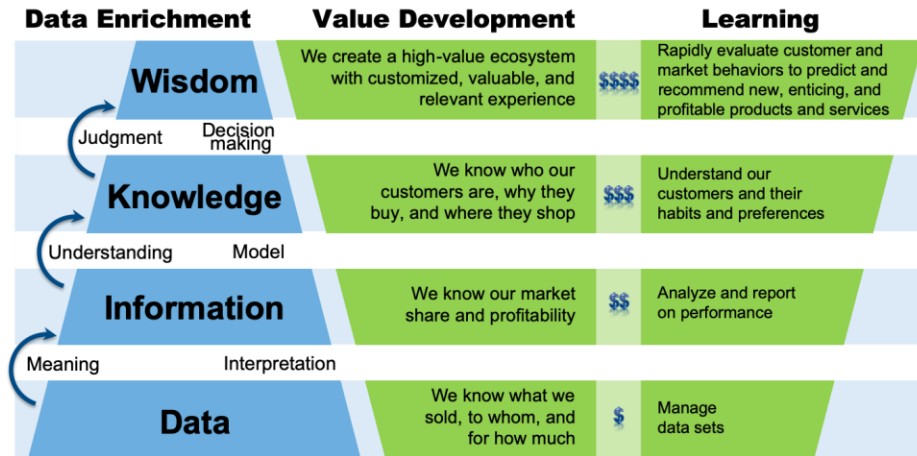 Data Enrichment
Value Development
Learning
Wisdom
We create a high-value ecosystem
with customized, valuable, and
relevant experience
$$$$
Rapidly evaluate customer and
market behaviors to predict and
recommend new, enticing, and
profitable products and services
Judgment
Decision
making
Knowledge
We know who our
customers are, why they
buy, and where they shop
$$$
Understand our
customers and their
habits and preferences
Understanding
Model
Information
We know our market
share and profitability
$$
Analyze and report
on performance
Meaning
Interpretation
Data
We know what we
sold, to whom, and
for how much
$
Manage
data sets